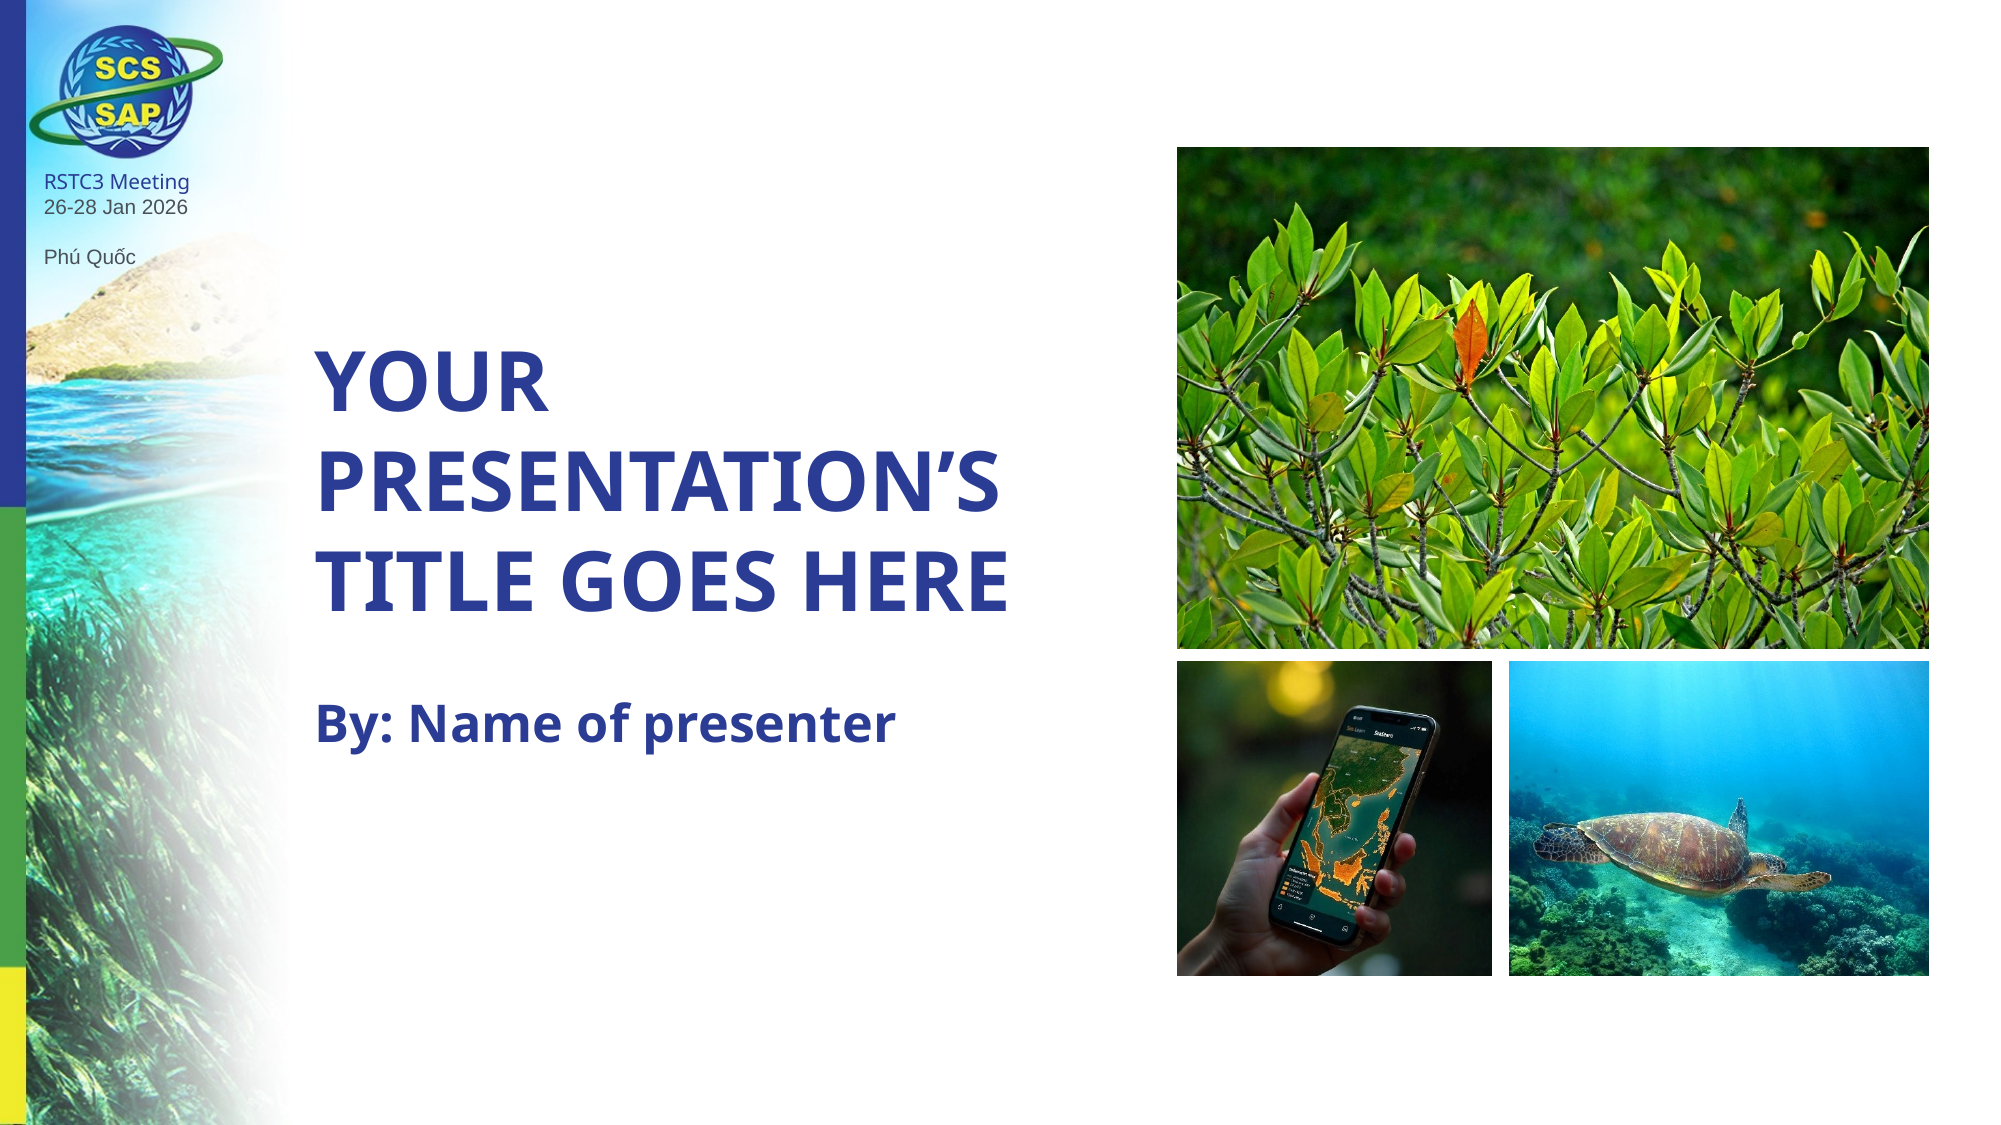 SCS
SAP
RSTC3 Meeting
26-28 Jan 2026
Phú Quốc
YOUR
PRESENTATION’S
TITLE GOES HERE
By: Name of presenter